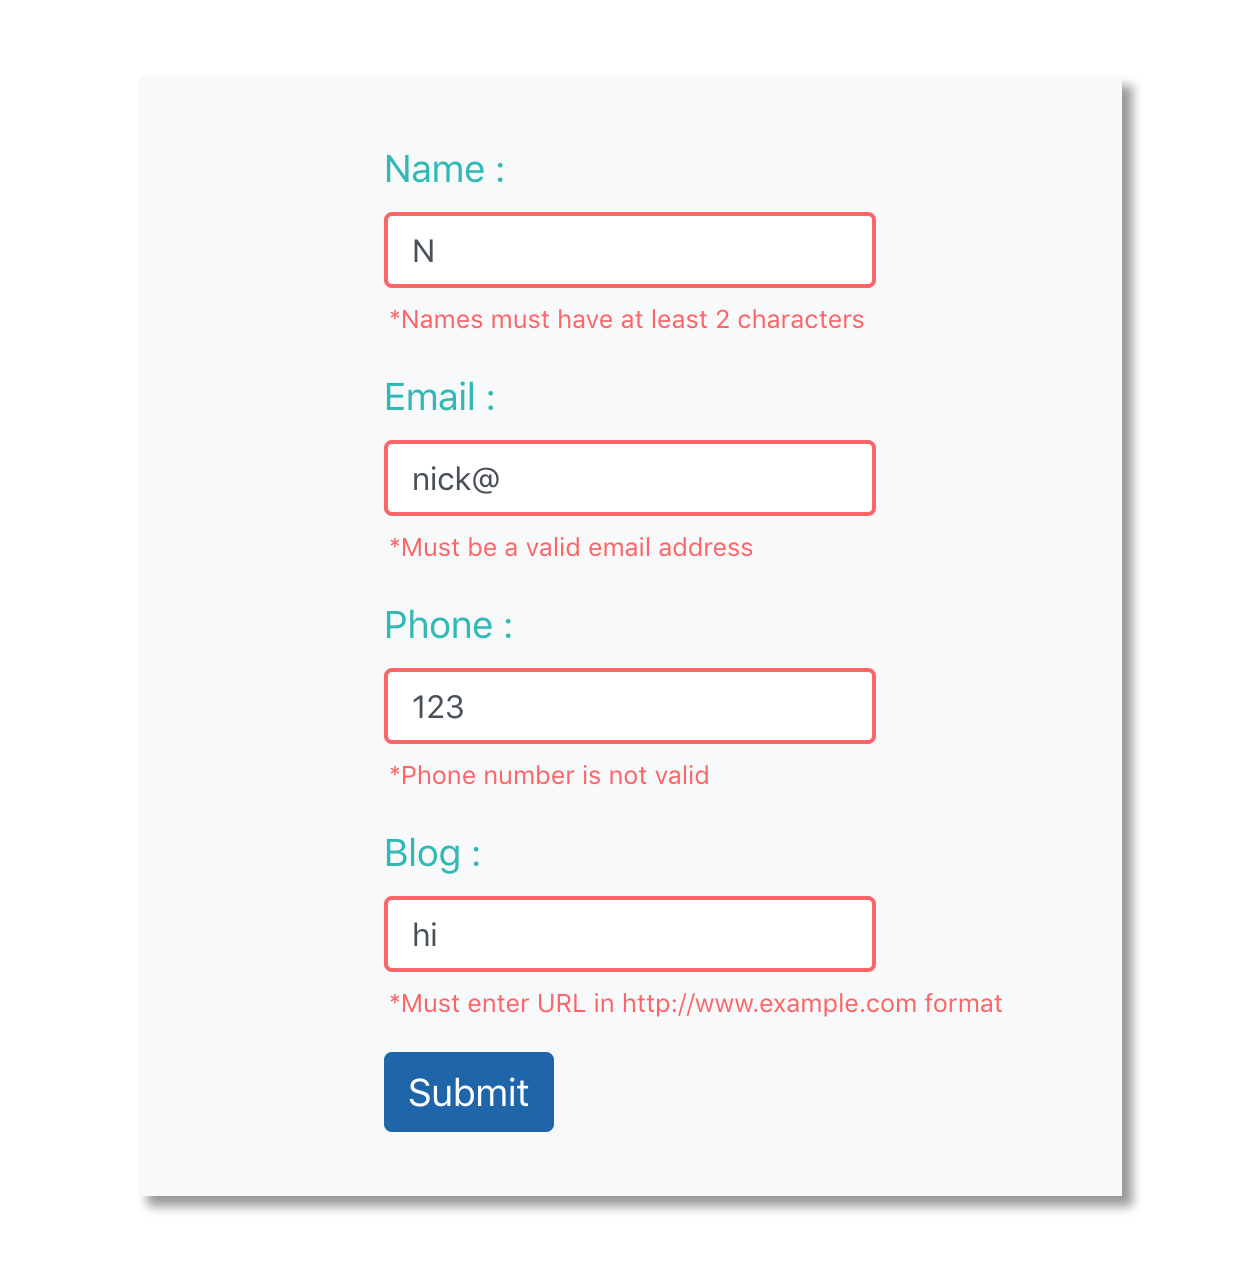 Name :
N
*Names must have at least 2 characters
Email :
nick@
*Must be a valid email address
Phone :
123
*Phone number is not valid
Blog :
hi
*Must enter URL in http://www.example.com format
Submit